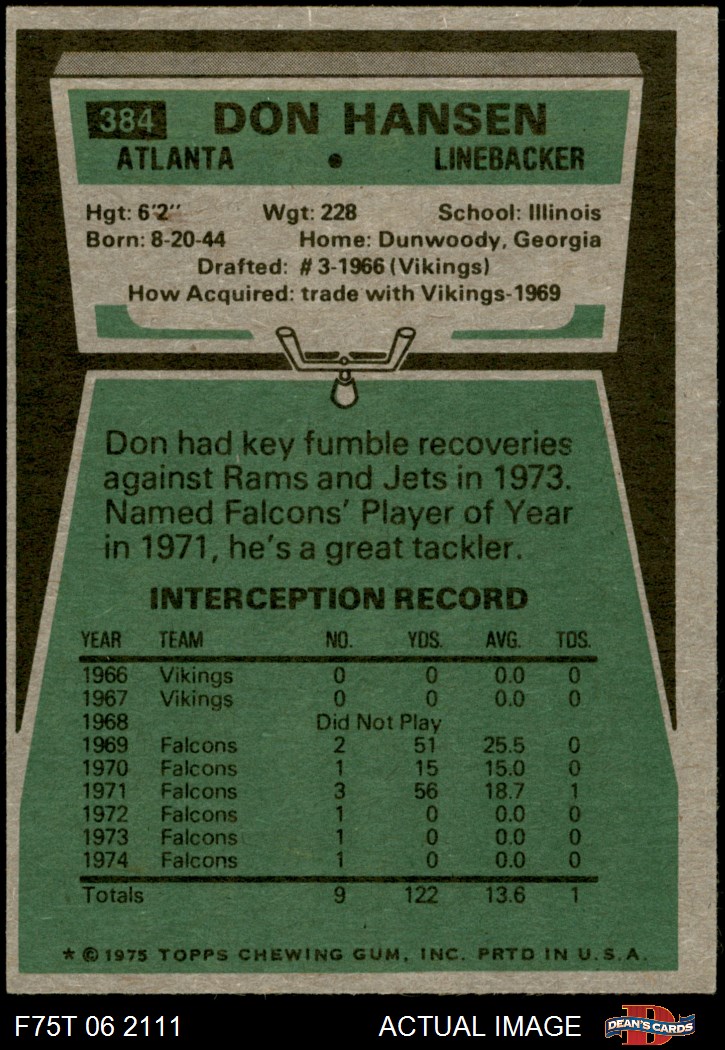 384 DON HANSEN
ATLANTA • LINEBACKER
Hgt: 6'2" Wgt: 228 School: Illinois
Born: 8-20-44 Home: Dunwoody, Georgia
Drafted: #3-1966 (Vikings)
How Acquired: trade with Vikings-1969
Don had key fumble recoveries
against Rams and Jets in 1973.
Named Falcons' Player of Year
in 1971, he's a great tackler.
INTERCEPTION RECORD
YEAR TEAM NO. YDS. AVG. TDS.
1966 Vikings 0 0 0.0 0
1967 Vikings 0 0 0.0 0
1968 Did Not Play
1969 Falcons 2 51 25.5 0
1970 Falcons 1 15 15.0 0
1971 Falcons 3 56 18.7 1
1972 Falcons 1 0 0.0 0
1973 Falcons 1 0 0.0 0
1974 Falcons 1 0 0.0 0
Totals 9 122 13.6 1
* © 1975 TOPPS CHEWING GUM, INC. PRTD IN U.S.A.
F75T 06 2111 ACTUAL IMAGE D DEAN'S CARDS